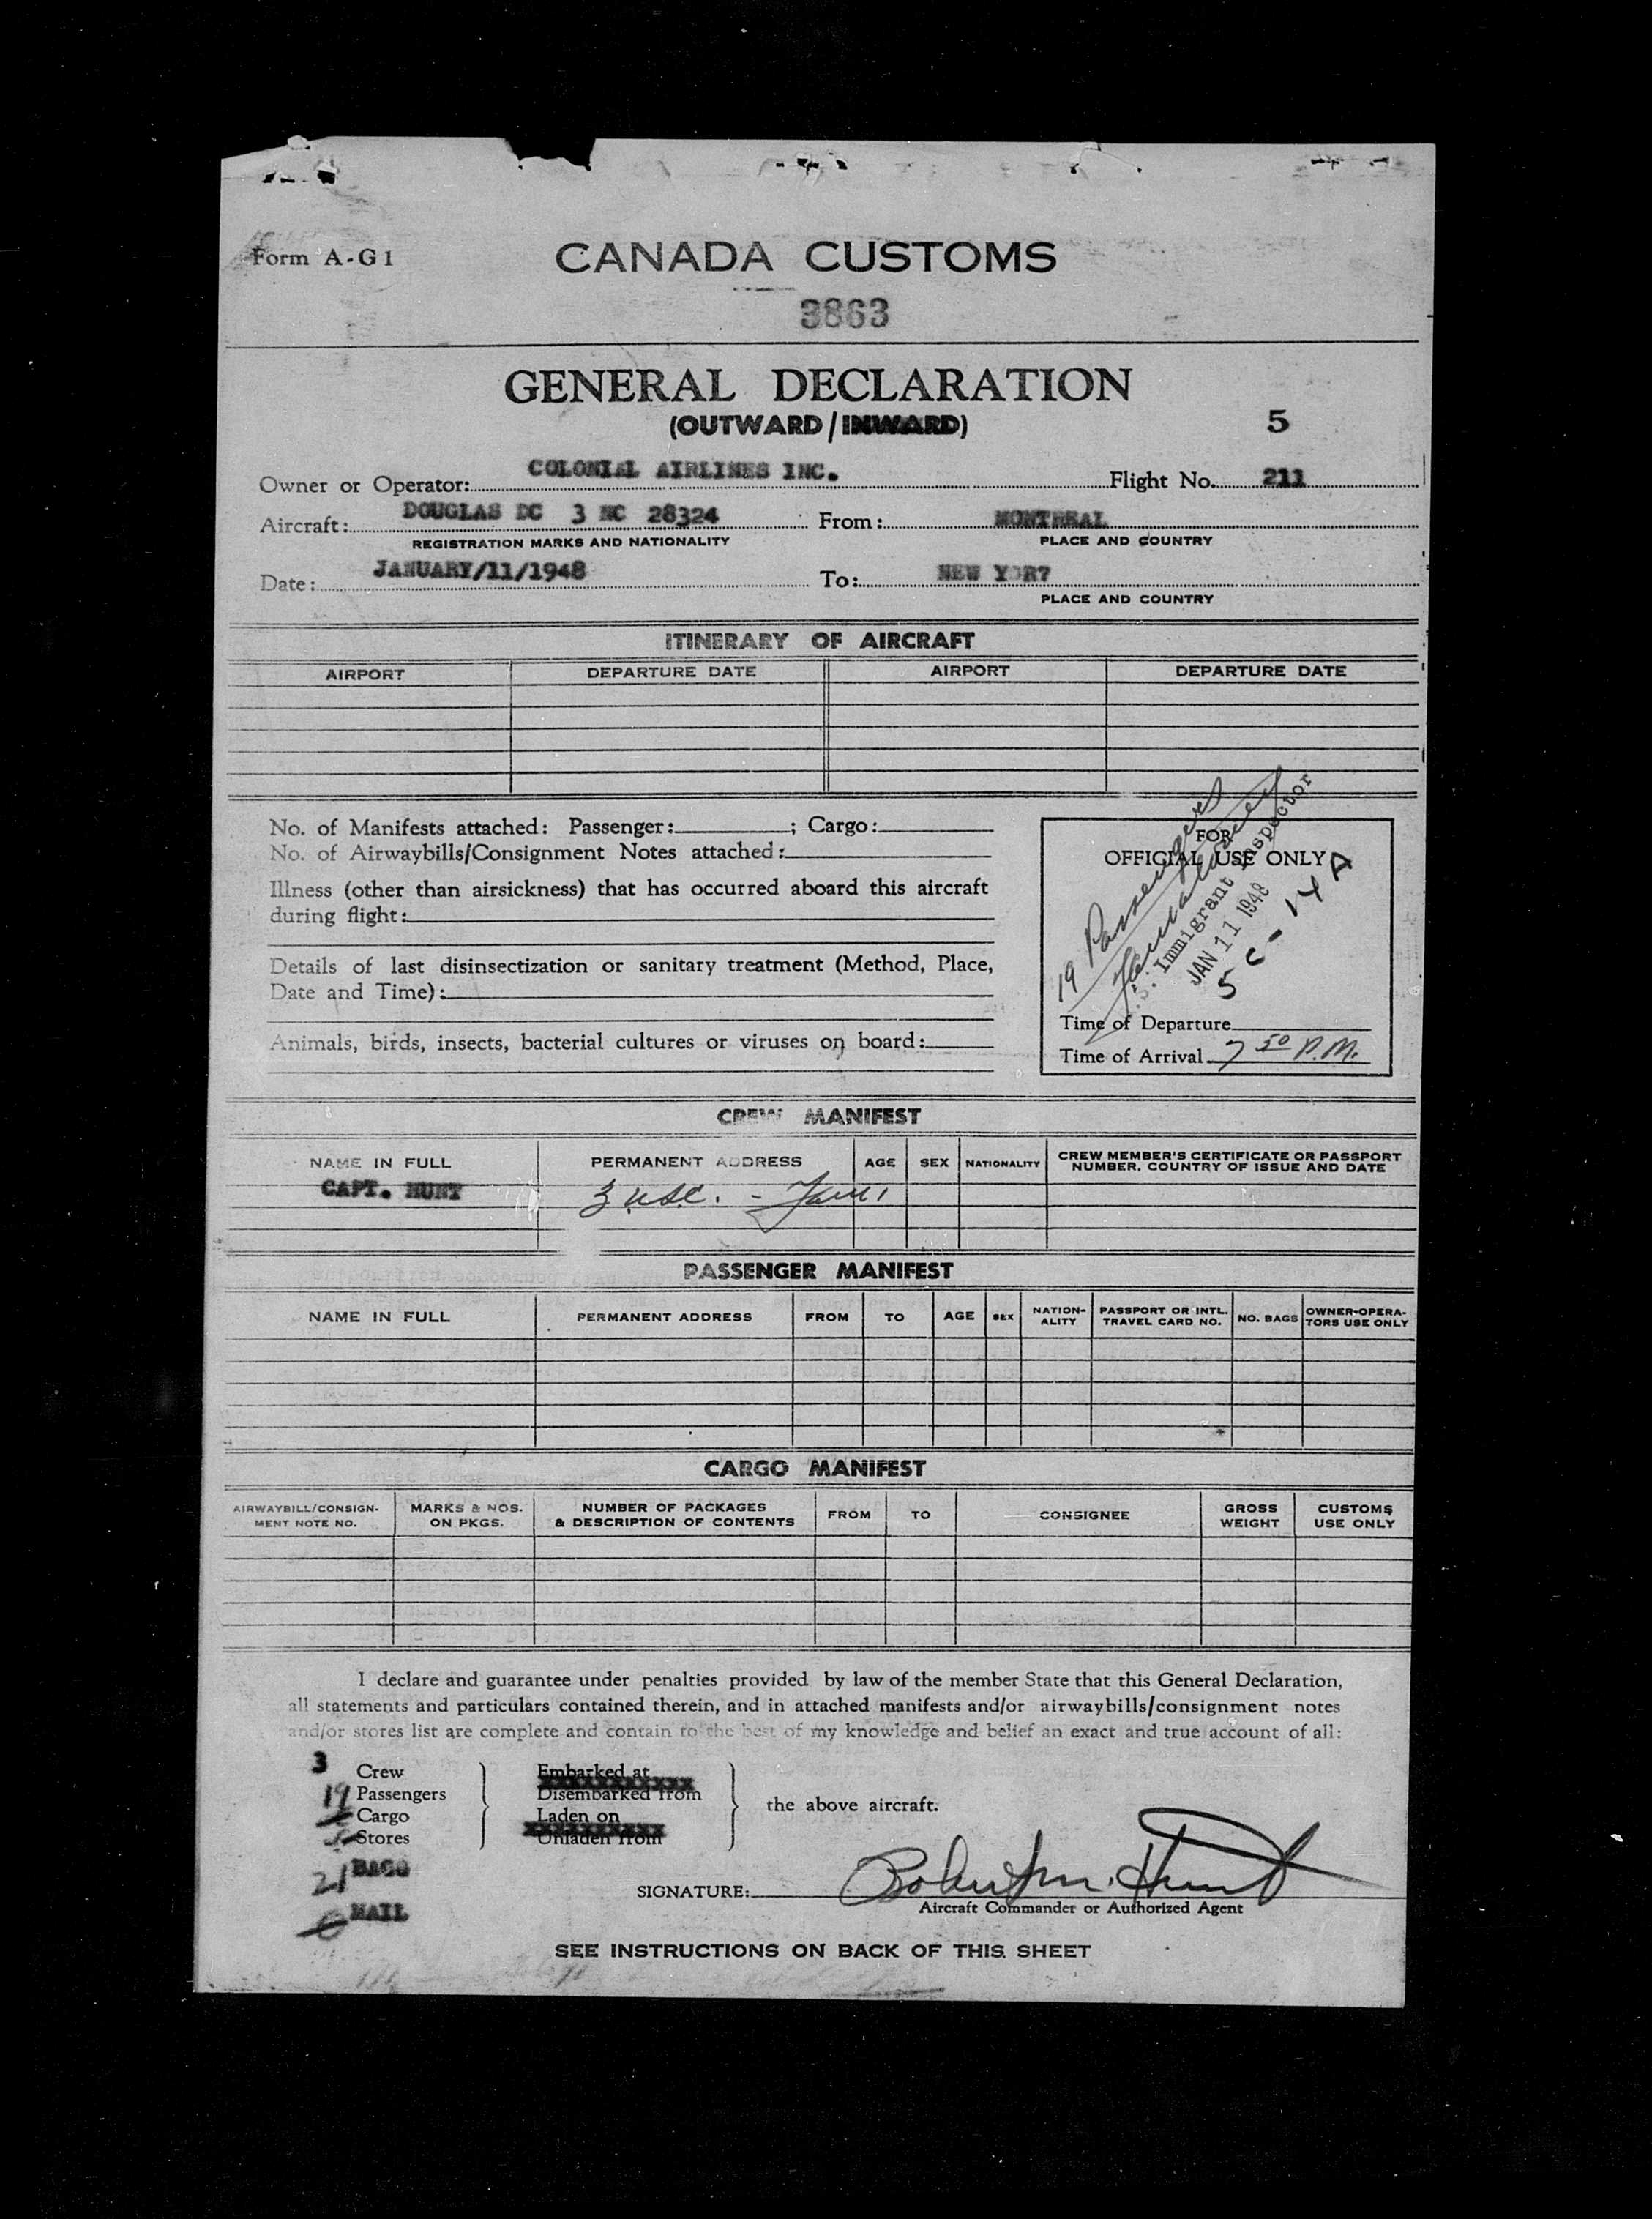 Form A-G1
CANADA CUSTOMS
3863
GENERAL DECLARATION
(OUTWARD/INWARD)
5
Owner or Operator: COLONIAL AIRLINES INC. Flight No. 211
Aircraft: DOUGLAS DC 3 NC 28324 From: MONTREAL
REGISTRATION MARKS AND NATIONALITY PLACE AND COUNTRY
Date: JANUARY/11/1948 To: NEW YOR?
PLACE AND COUNTRY
ITINERARY OF AIRCRAFT
AIRPORT DEPARTURE DATE AIRPORT DEPARTURE DATE
No. of Manifests attached: Passenger: ; Cargo:
No. of Airwaybills/Consignment Notes attached:
Illness (other than airsickness) that has occurred aboard this aircraft
during flight:
Details of last disinsectization or sanitary treatment (Method, Place,
Date and Time):
Animals, birds, insects, bacterial cultures or viruses on board:
FOR
OFFICIAL USE ONLY
19 Passengers
Immigrant Inspector
JAN 11 1948
5 C - 14 A
Time of Departure
Time of Arrival 7 50 P.M.
CREW MANIFEST
NAME IN FULL PERMANENT ADDRESS AGE SEX NATIONALITY CREW MEMBER'S CERTIFICATE OR PASSPORT
NUMBER, COUNTRY OF ISSUE AND DATE
CAPT. HUNT 3 usc. -
PASSENGER MANIFEST
NAME IN FULL PERMANENT ADDRESS FROM TO AGE SEX NATION-
ALITY PASSPORT OR INTL.
TRAVEL CARD NO. NO. BAGS OWNER-OPERA-
TORS USE ONLY
CARGO MANIFEST
AIRWAYBILL/CONSIGN-
MENT NOTE NO. MARKS & NOS.
ON PKGS. NUMBER OF PACKAGES
& DESCRIPTION OF CONTENTS FROM TO CONSIGNEE GROSS
WEIGHT CUSTOMS
USE ONLY
I declare and guarantee under penalties provided by law of the member State that this General Declaration,
all statements and particulars contained therein, and in attached manifests and/or airwaybills/consignment notes
and/or stores list are complete and contain to the best of my knowledge and belief an exact and true account of all:
3 Crew
19 Passengers
Cargo
Stores
21 BAGG
MAIL
Embarked at
Disembarked from
Laden on
Unladen from
the above aircraft.
SIGNATURE: Robert M. Hunt
Aircraft Commander or Authorized Agent
SEE INSTRUCTIONS ON BACK OF THIS SHEET